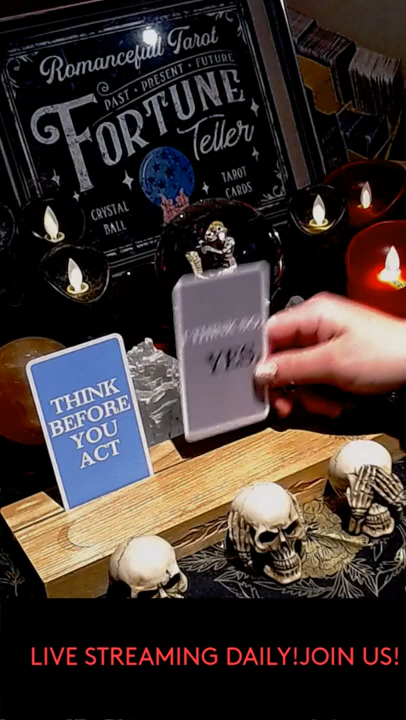 Romancefull Tarot
PAST • PRESENT • FUTURE
FORTUNE
Teller
CRYSTAL
BALL
TAROT
CARDS
YES
THINK
BEFORE
YOU
ACT
LIVE STREAMING DAILY!JOIN US!